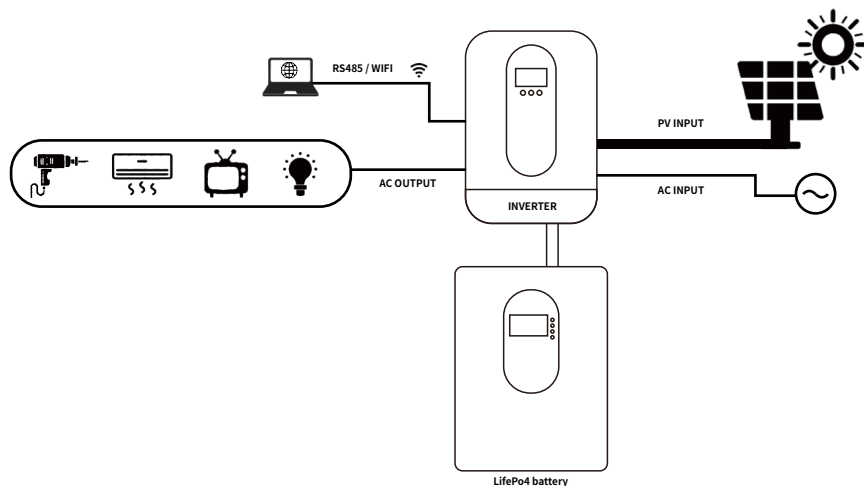 RS485 / WIFI
PV INPUT
AC OUTPUT
AC INPUT
INVERTER
LifePo4 battery